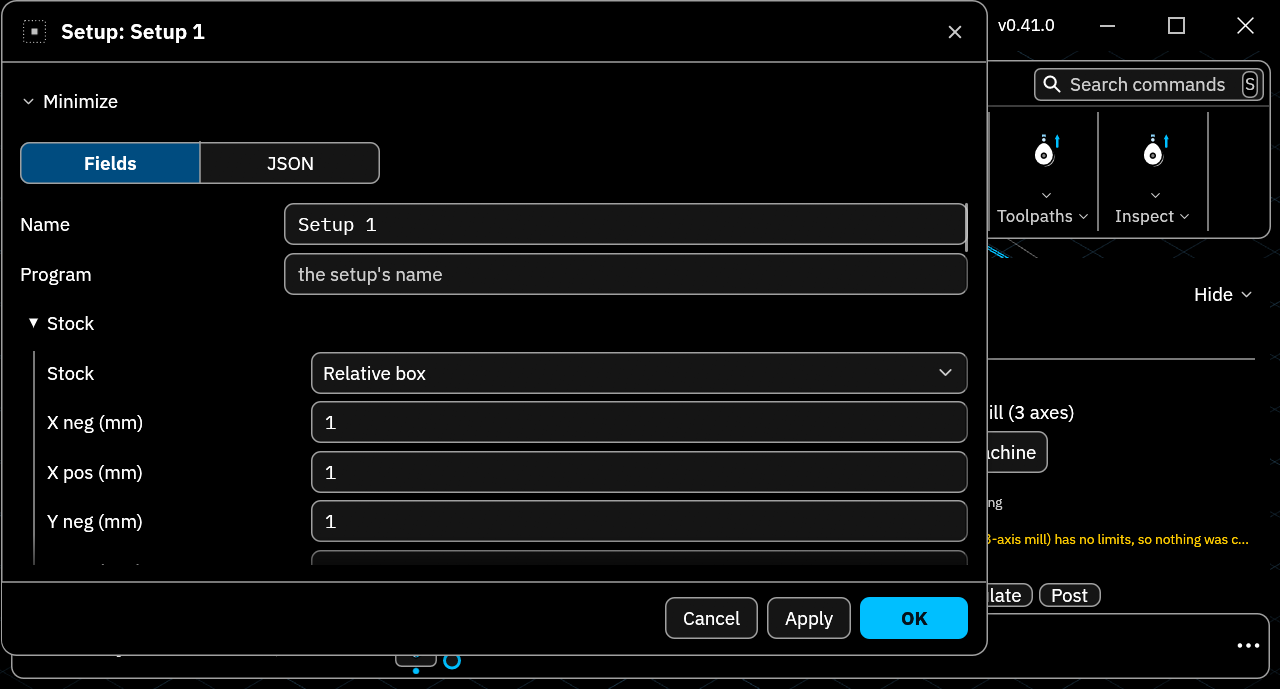 Setup: Setup 1
v0.41.0
Minimize
Search commands S
Fields JSON
Name Setup 1
Toolpaths Inspect
Program the setup's name
Hide
Stock
Stock Relative box
ill (3 axes)
X neg (mm) 1
achine
X pos (mm) 1
ng
Y neg (mm) 1
3-axis mill) has no limits, so nothing was c...
late Post
Cancel Apply OK